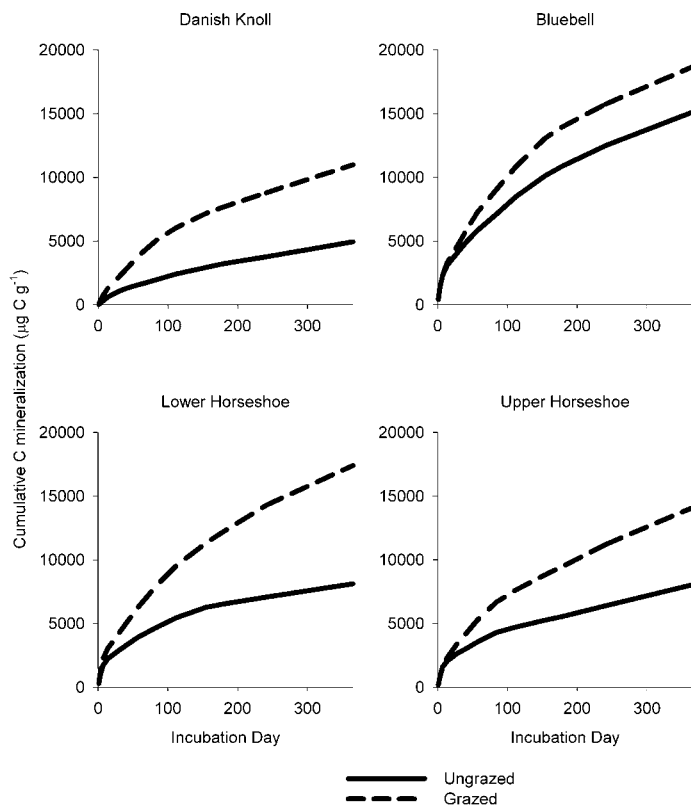 Danish Knoll
Bluebell
20000
15000
10000
5000
0
0 100 200 300
20000
15000
10000
5000
0
0 100 200 300
Cumulative C mineralization (µg C g⁻¹)
Lower Horseshoe
Upper Horseshoe
20000
15000
10000
5000
0
0 100 200 300
Incubation Day
20000
15000
10000
5000
0
0 100 200 300
Incubation Day
Ungrazed
Grazed